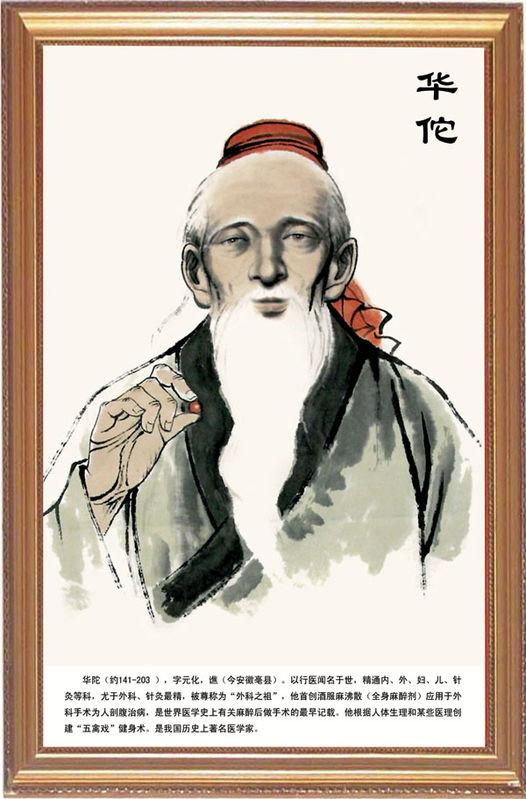 华
佗
华陀（约141-203 ），字元化，谯（今安徽亳县）。以行医闻名于世，精通内、外、妇、儿、针
灸等科，尤于外科、针灸最精，被尊称为“外科之祖”，他首创酒服麻沸散（全身麻醉剂）应用于外
科手术为人剖腹治病，是世界医学史上有关麻醉后做手术的最早记载。他根据人体生理和某些医理创
建“五禽戏”健身术。是我国历史上著名医学家。